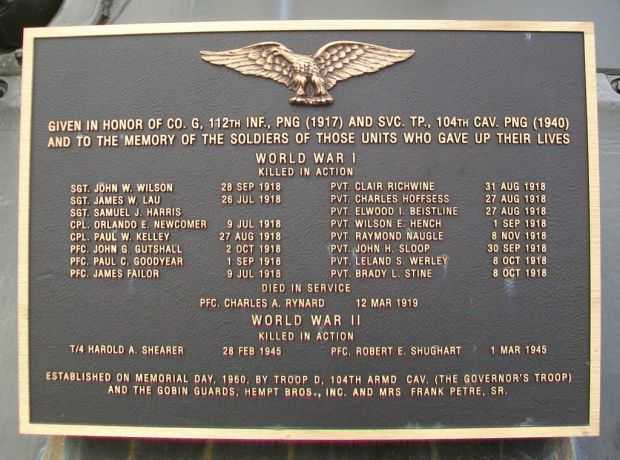 GIVEN IN HONOR OF CO. G, 112TH INF., PNG (1917) AND SVC. TP., 104TH CAV. PNG (1940)
AND TO THE MEMORY OF THE SOLDIERS OF THOSE UNITS WHO GAVE UP THEIR LIVES
WORLD WAR I
KILLED IN ACTION
SGT. JOHN W. WILSON 28 SEP 1918 PVT. CLAIR RICHWINE 31 AUG 1918
SGT. JAMES W. LAU 26 JUL 1918 PVT. CHARLES HOFFSESS 27 AUG 1918
SGT. SAMUEL J. HARRIS PVT. ELWOOD I. BEISTLINE 27 AUG 1918
CPL. ORLANDO E. NEWCOMER 9 JUL 1918 PVT. WILSON E. HENCH 1 SEP 1918
CPL. PAUL W. KELLEY 27 AUG 1918 PVT. RAYMOND NAUGLE 8 NOV 1918
PFC. JOHN G. GUTSHALL 2 OCT 1918 PVT. JOHN H. SLOOP 30 SEP 1918
PFC. PAUL C. GOODYEAR 1 SEP 1918 PVT. LELAND S. WERLEY 8 OCT 1918
PFC. JAMES FAILOR 9 JUL 1918 PVT. BRADY L. STINE 8 OCT 1918
DIED IN SERVICE
PFC. CHARLES A. RYNARD 12 MAR 1919
WORLD WAR II
KILLED IN ACTION
T/4 HAROLD A. SHEARER 28 FEB 1945 PFC. ROBERT E. SHUGHART 1 MAR 1945
ESTABLISHED ON MEMORIAL DAY, 1960, BY TROOP D, 104TH ARMD CAV. (THE GOVERNOR'S TROOP)
AND THE GOBIN GUARDS, HEMPT BROS., INC. AND MRS. FRANK PETRE, SR.